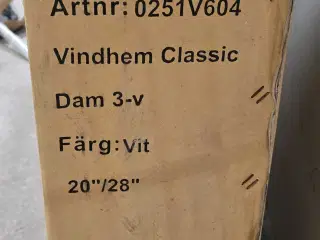 Artnr: 0251V604
Vindhem Classic
Dam 3-v
Färg: Vit
20"/28"